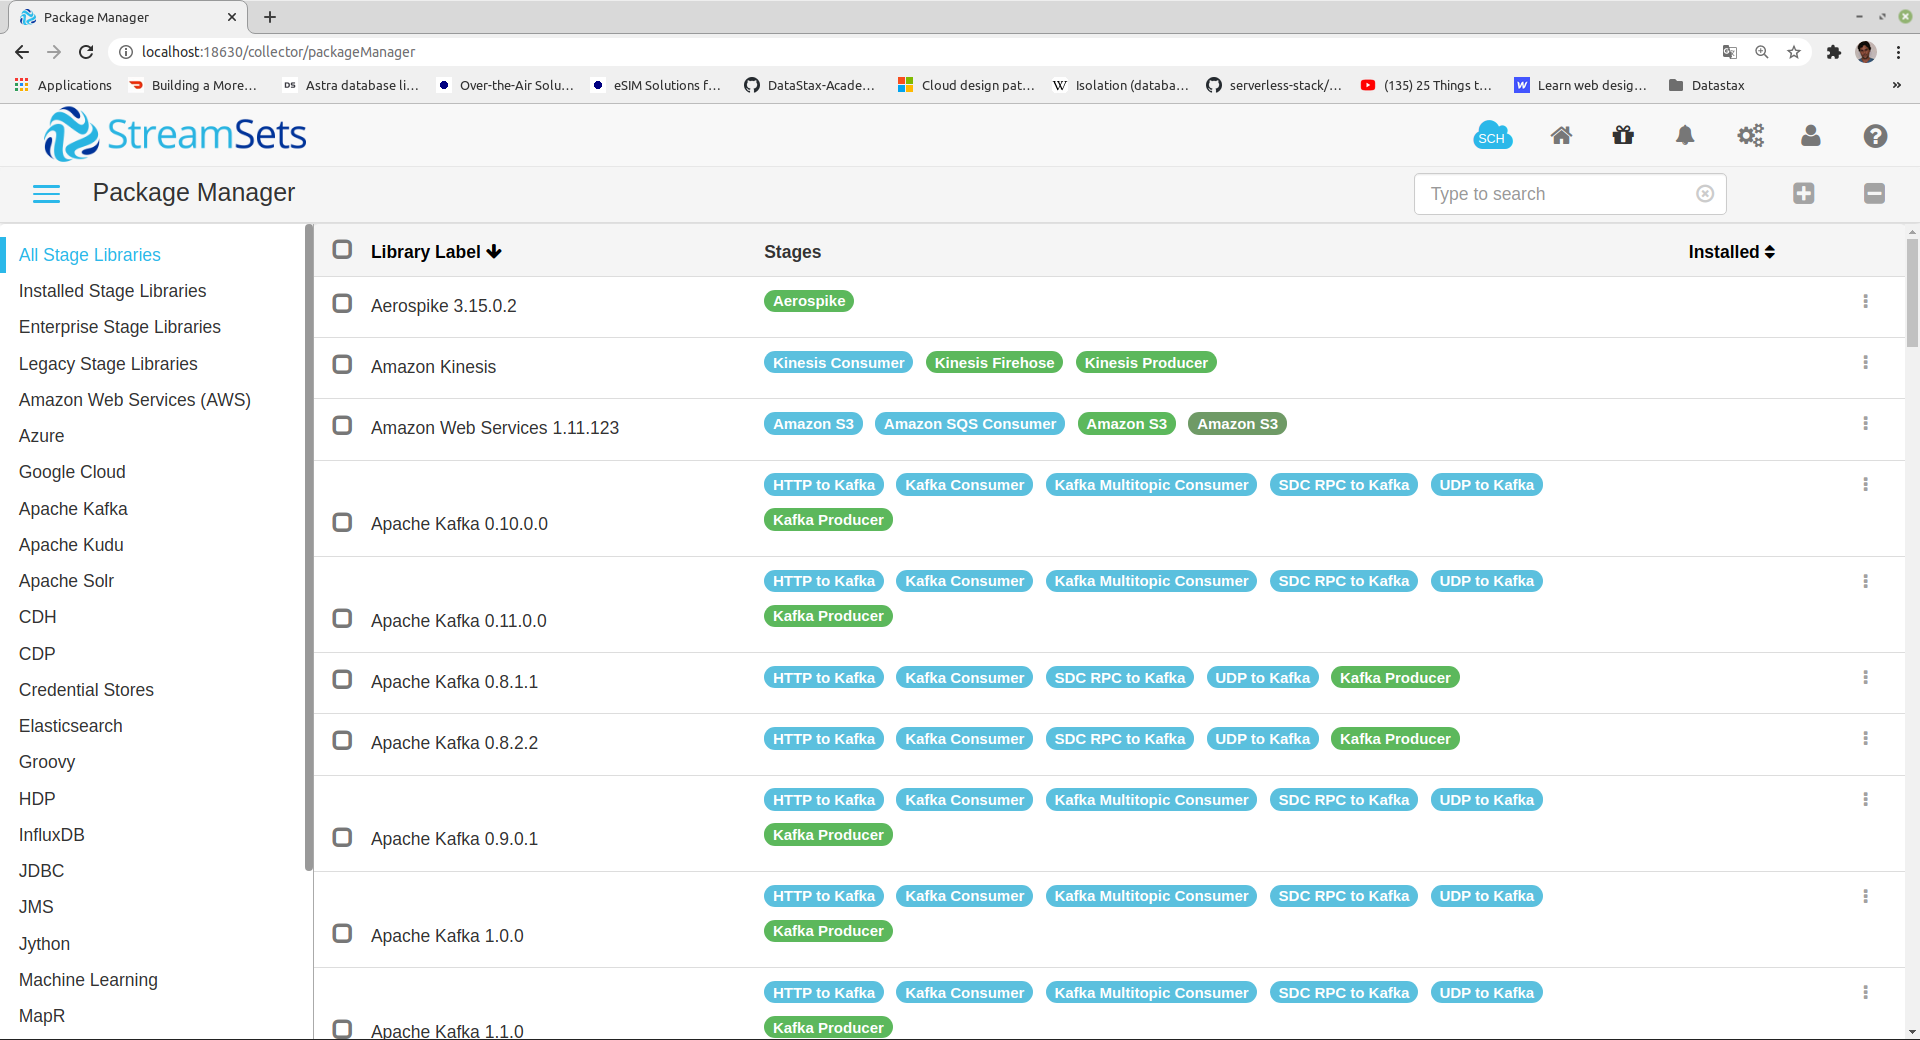 Package Manager
localhost:18630/collector/packageManager
Applications Building a More... DS Astra database li... Over-the-Air Solu... eSIM Solutions f... DataStax-Acade... Cloud design pat... W Isolation (databa... serverless-stack/... (135) 25 Things t... W Learn web desig... Datastax »
StreamSets SCH
Package Manager Type to search
All Stage Libraries
Installed Stage Libraries
Enterprise Stage Libraries
Legacy Stage Libraries
Amazon Web Services (AWS)
Azure
Google Cloud
Apache Kafka
Apache Kudu
Apache Solr
CDH
CDP
Credential Stores
Elasticsearch
Groovy
HDP
InfluxDB
JDBC
JMS
Jython
Machine Learning
MapR
Library Label Stages Installed
Aerospike 3.15.0.2 Aerospike
Amazon Kinesis Kinesis Consumer Kinesis Firehose Kinesis Producer
Amazon Web Services 1.11.123 Amazon S3 Amazon SQS Consumer Amazon S3 Amazon S3
HTTP to Kafka Kafka Consumer Kafka Multitopic Consumer SDC RPC to Kafka UDP to Kafka
Apache Kafka 0.10.0.0 Kafka Producer
HTTP to Kafka Kafka Consumer Kafka Multitopic Consumer SDC RPC to Kafka UDP to Kafka
Apache Kafka 0.11.0.0 Kafka Producer
Apache Kafka 0.8.1.1 HTTP to Kafka Kafka Consumer SDC RPC to Kafka UDP to Kafka Kafka Producer
Apache Kafka 0.8.2.2 HTTP to Kafka Kafka Consumer SDC RPC to Kafka UDP to Kafka Kafka Producer
HTTP to Kafka Kafka Consumer Kafka Multitopic Consumer SDC RPC to Kafka UDP to Kafka
Apache Kafka 0.9.0.1 Kafka Producer
HTTP to Kafka Kafka Consumer Kafka Multitopic Consumer SDC RPC to Kafka UDP to Kafka
Apache Kafka 1.0.0 Kafka Producer
HTTP to Kafka Kafka Consumer Kafka Multitopic Consumer SDC RPC to Kafka UDP to Kafka
Apache Kafka 1.1.0 Kafka Producer